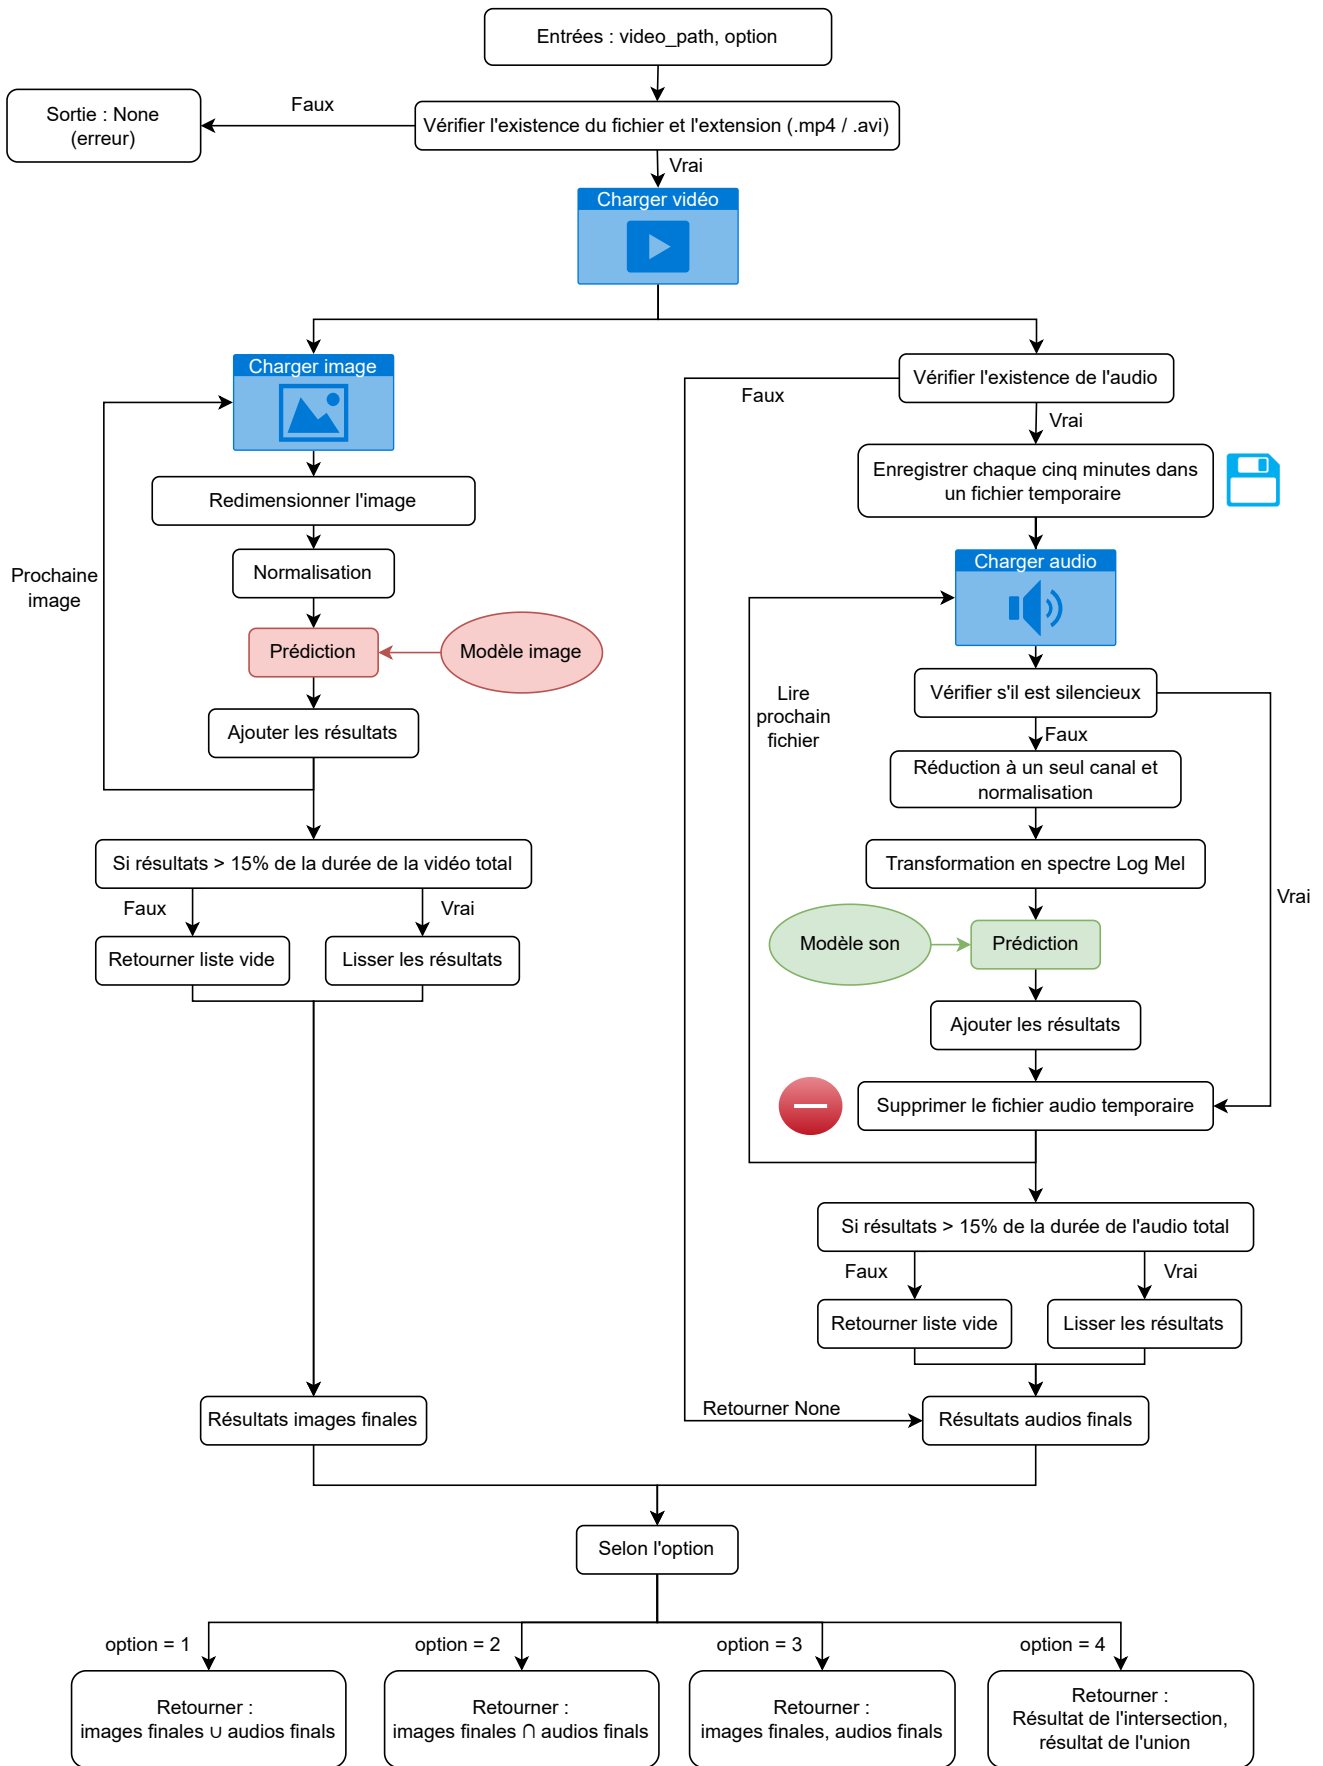 Entrées : video_path, option
Faux
Sortie : None
(erreur)
Vérifier l'existence du fichier et l'extension (.mp4 / .avi)
Vrai
Charger vidéo
Charger image
Redimensionner l'image
Normalisation
Prochaine
image
Prédiction
Modèle image
Ajouter les résultats
Si résultats > 15% de la durée de la vidéo total
Faux
Vrai
Retourner liste vide
Lisser les résultats
Résultats images finales
Vérifier l'existence de l'audio
Faux
Vrai
Enregistrer chaque cinq minutes dans
un fichier temporaire
Charger audio
Vérifier s'il est silencieux
Lire
prochain
fichier
Faux
Réduction à un seul canal et
normalisation
Transformation en spectre Log Mel
Vrai
Modèle son
Prédiction
Ajouter les résultats
Supprimer le fichier audio temporaire
Si résultats > 15% de la durée de l'audio total
Faux
Vrai
Retourner liste vide
Lisser les résultats
Retourner None
Résultats audios finals
Selon l'option
option = 1
option = 2
option = 3
option = 4
Retourner :
images finales ∪ audios finals
Retourner :
images finales ∩ audios finals
Retourner :
images finales, audios finals
Retourner :
Résultat de l'intersection,
résultat de l'union